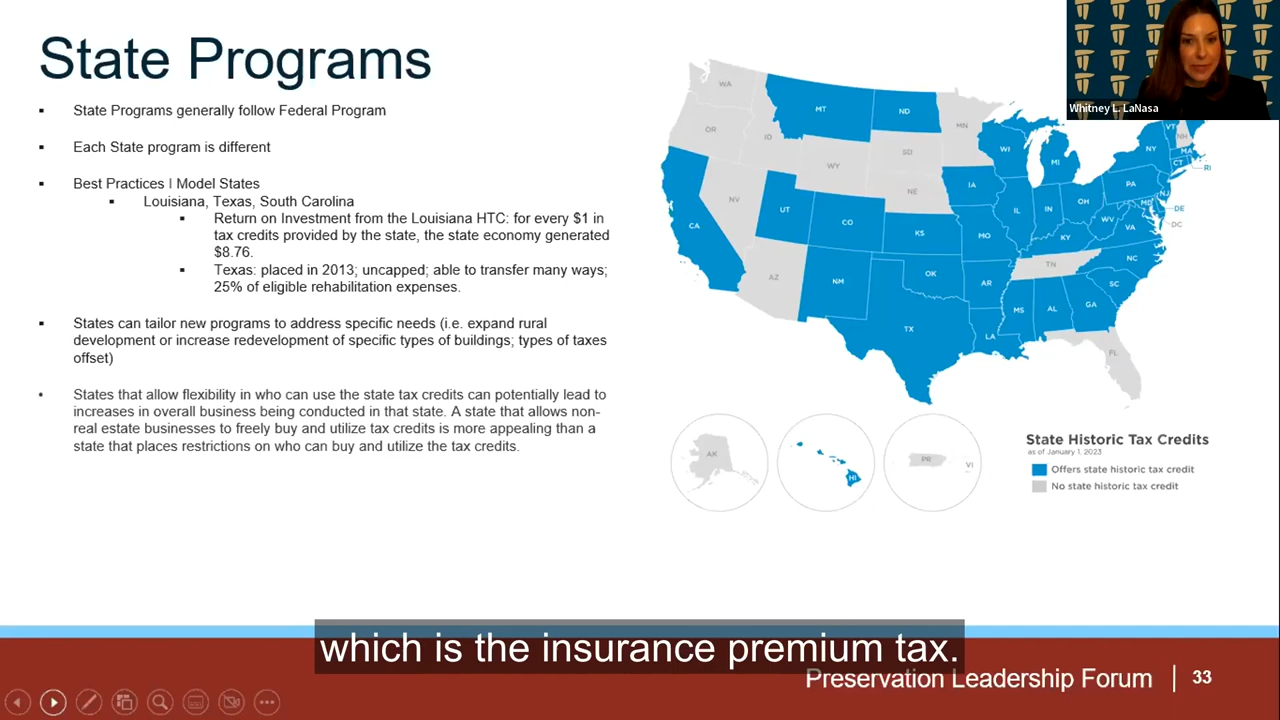 State Programs
▪ State Programs generally follow Federal Program
▪ Each State program is different
▪ Best Practices | Model States
▪ Louisiana, Texas, South Carolina
▪ Return on Investment from the Louisiana HTC: for every $1 in
tax credits provided by the state, the state economy generated
$8.76.
▪ Texas: placed in 2013; uncapped; able to transfer many ways;
25% of eligible rehabilitation expenses.
▪ States can tailor new programs to address specific needs (i.e. expand rural
development or increase redevelopment of specific types of buildings; types of taxes
offset)
• States that allow flexibility in who can use the state tax credits can potentially lead to
increases in overall business being conducted in that state. A state that allows non-
real estate businesses to freely buy and utilize tax credits is more appealing than a
state that places restrictions on who can buy and utilize the tax credits.
Whitney L. LaNasa
WA
MT
ND
MN
OR
ID
WY
SD
WI
MI
VT
NH
NY
MA
CT
RI
NV
UT
CO
NE
IA
IL
IN
OH
PA
NJ
MD
DE
DC
WV
VA
CA
KS
MO
KY
AZ
NM
OK
AR
TN
NC
SC
TX
LA
MS
AL
GA
FL
AK
HI
PR
VI
State Historic Tax Credits
as of January 1, 2023
Offers state historic tax credit
No state historic tax credit
which is the insurance premium tax.
Preservation Leadership Forum | 33